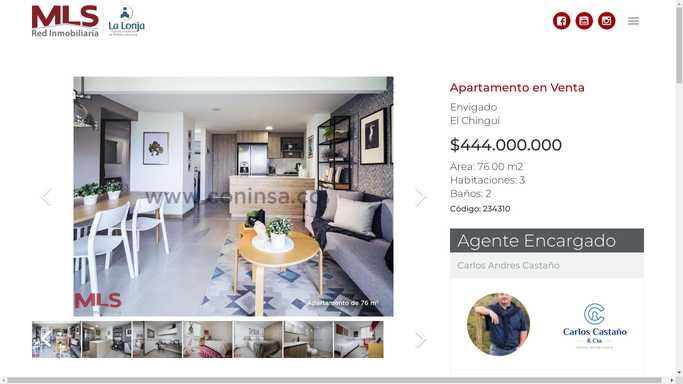 MLS
Red Inmobiliaria
La Lonja
Apartamento en Venta
Envigado
El Chinguí
$444.000.000
Área: 76.00 m2
Habitaciones: 3
Baños: 2
Código: 234310
www.coninsa.co
MLS
Apartamento de 76 m²
Agente Encargado
Carlos Andres Castaño
Carlos Castaño
& Cia.